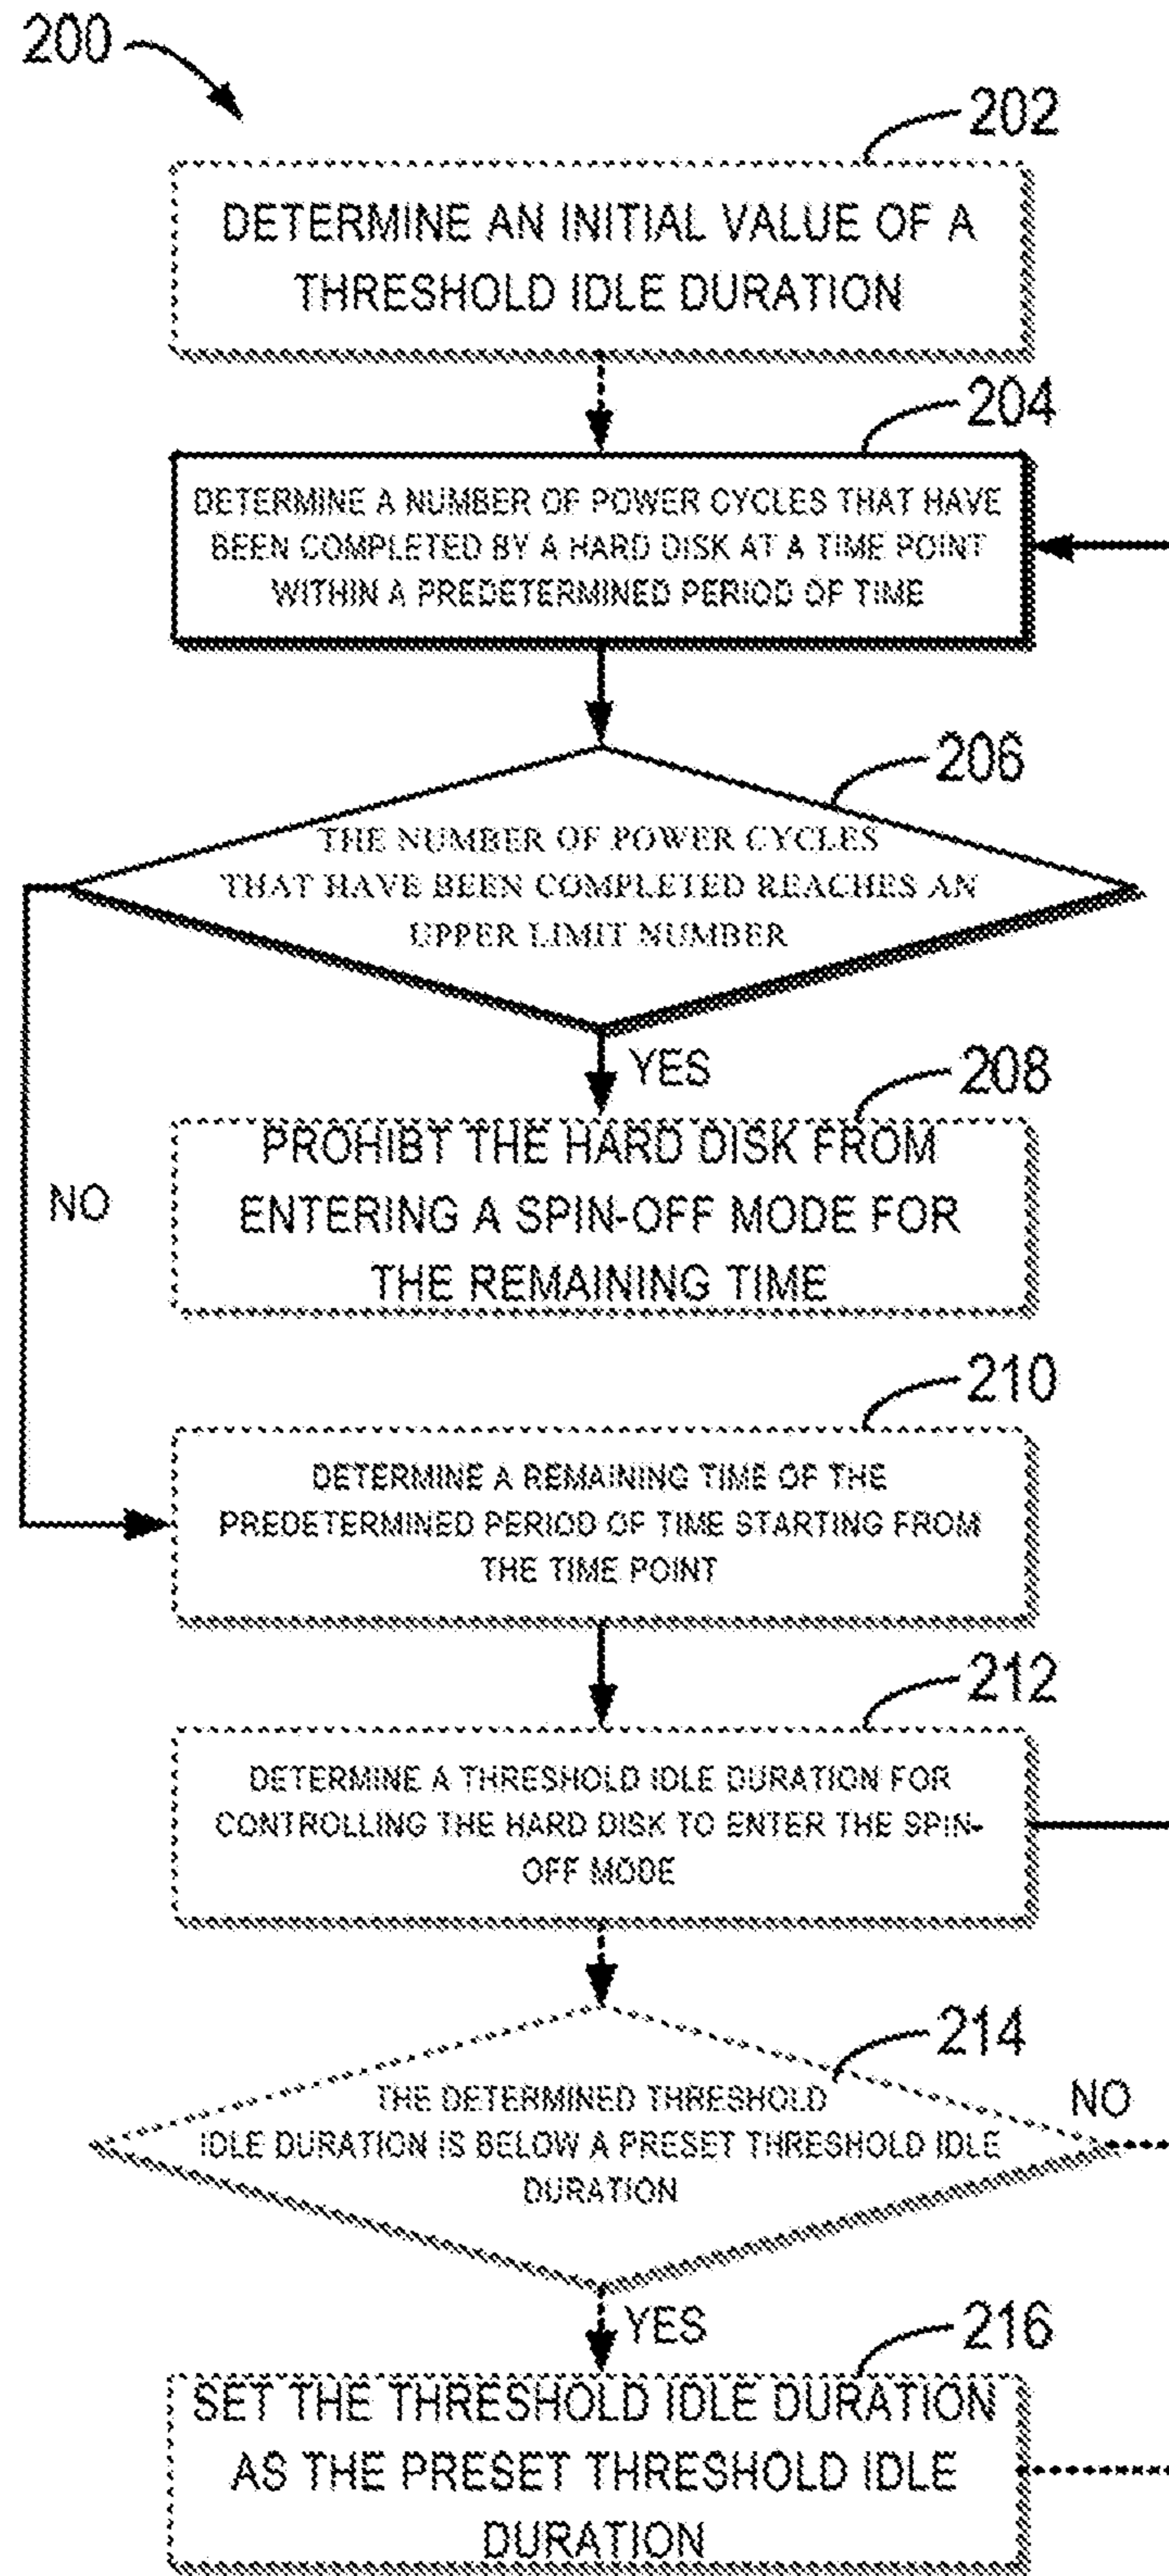 200
202
DETERMINE AN INITIAL VALUE OF A
THRESHOLD IDLE DURATION
204
DETERMINE A NUMBER OF POWER CYCLES THAT HAVE
BEEN COMPLETED BY A HARD DISK AT A TIME POINT
WITHIN A PREDETERMINED PERIOD OF TIME
206
THE NUMBER OF POWER CYCLES
THAT HAVE BEEN COMPLETED REACHES AN
UPPER LIMIT NUMBER
YES
208
PROHIBT THE HARD DISK FROM
ENTERING A SPIN-OFF MODE FOR
THE REMAINING TIME
NO
210
DETERMINE A REMAINING TIME OF THE
PREDETERMINED PERIOD OF TIME STARTING FROM
THE TIME POINT
212
DETERMINE A THRESHOLD IDLE DURATION FOR
CONTROLLING THE HARD DISK TO ENTER THE SPIN-
OFF MODE
214
THE DETERMINED THRESHOLD
IDLE DURATION IS BELOW A PRESET THRESHOLD IDLE
DURATION
NO
YES
216
SET THE THRESHOLD IDLE DURATION
AS THE PRESET THRESHOLD IDLE
DURATION